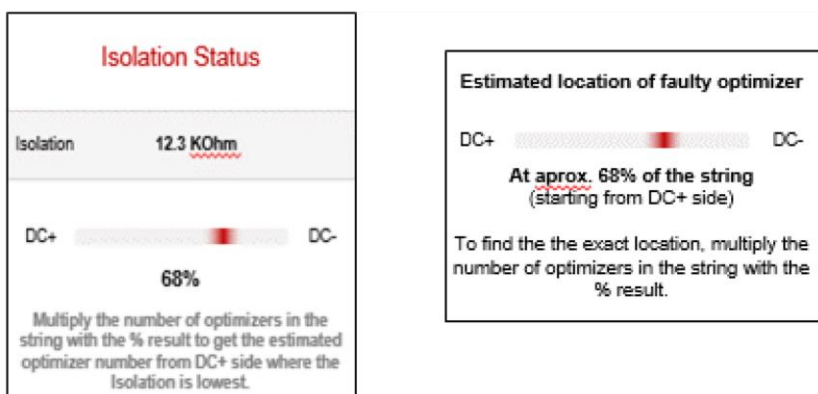 Isolation Status
Isolation 12.3 KOhm
DC+ DC-
68%
Multiply the number of optimizers in the
string with the % result to get the estimated
optimizer number from DC+ side where the
Isolation is lowest.
Estimated location of faulty optimizer
DC+ DC-
At aprox. 68% of the string
(starting from DC+ side)
To find the the exact location, multiply the
number of optimizers in the string with the
% result.